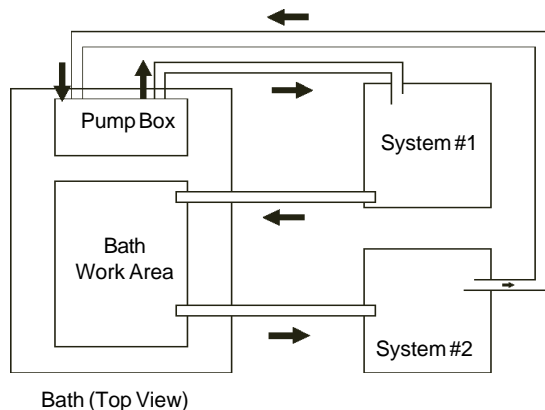 Pump Box
System #1
Bath
Work Area
System #2
Bath (Top View)